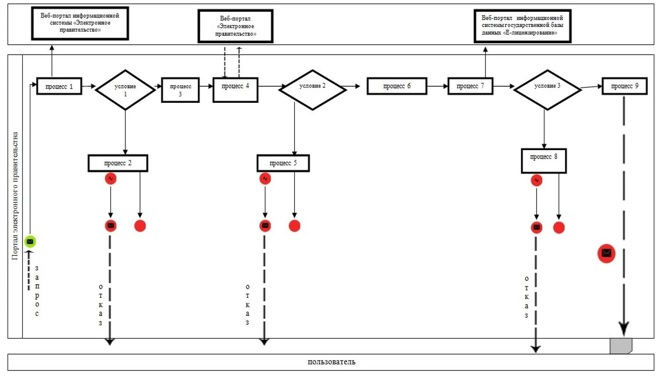 Веб-портал информационной
системы «Электронное
правительство»
Веб-портал
«Электронное
правительство»
Веб-портал информационной
системы государственной базы
данных «Е-лицензирование»
процесс 1
условие
1
процесс
3
процесс 4
условие 2
процесс 6
процесс 7
условие 3
процесс 9
процесс 2
процесс 5
процесс 8
Портал электронного правительства
запрос
отказ
отказ
отказ
пользователь